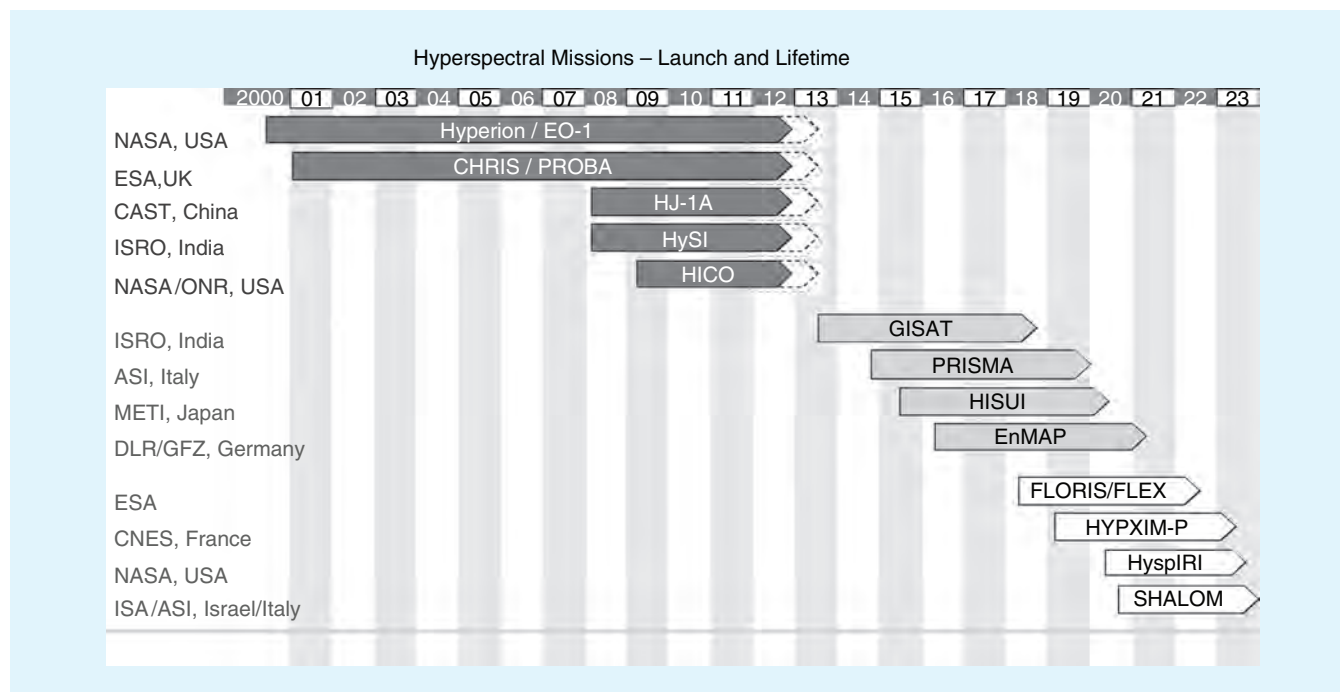 Hyperspectral Missions – Launch and Lifetime
2000 01 02 03 04 05 06 07 08 09 10 11 12 13 14 15 16 17 18 19 20 21 22 23
NASA, USA Hyperion / EO-1
ESA,UK CHRIS / PROBA
CAST, China HJ-1A
ISRO, India HySI
NASA/ONR, USA HICO
ISRO, India GISAT
ASI, Italy PRISMA
METI, Japan HISUI
DLR/GFZ, Germany EnMAP
ESA FLORIS/FLEX
CNES, France HYPXIM-P
NASA, USA HyspIRI
ISA/ASI, Israel/Italy SHALOM